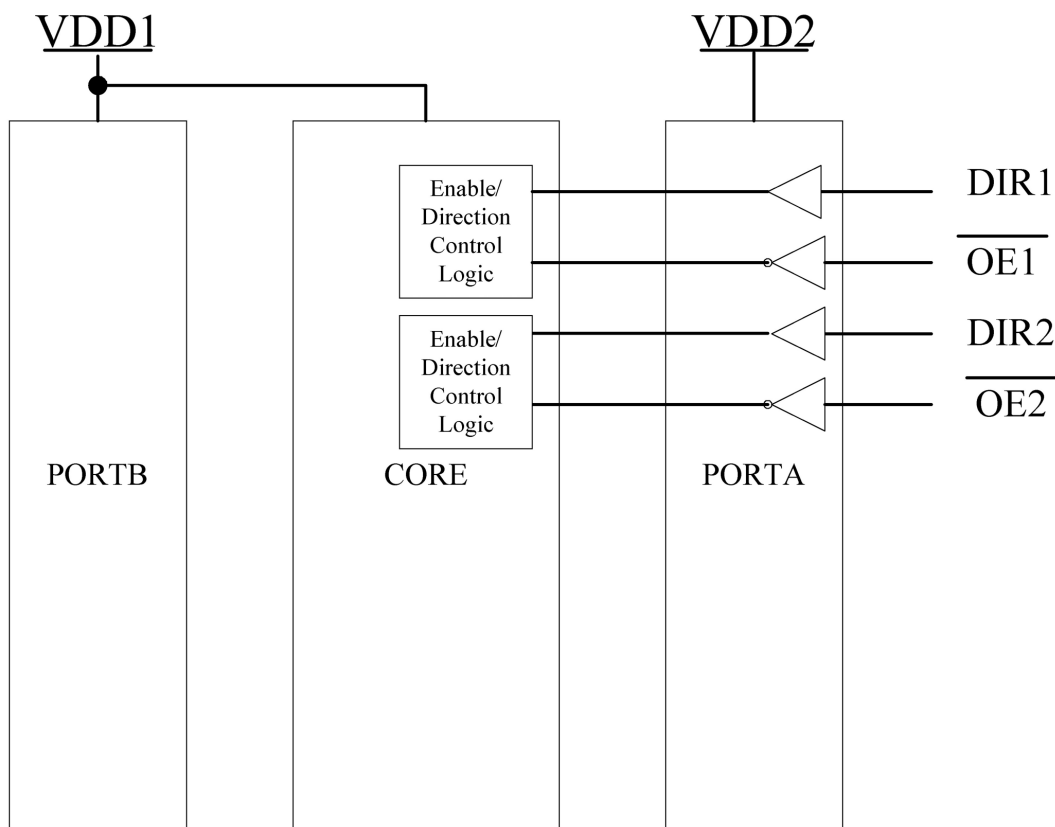 VDD1
VDD2
Enable/
Direction
Control
Logic
DIR1
OE1
Enable/
Direction
Control
Logic
DIR2
OE2
PORTB
CORE
PORTA